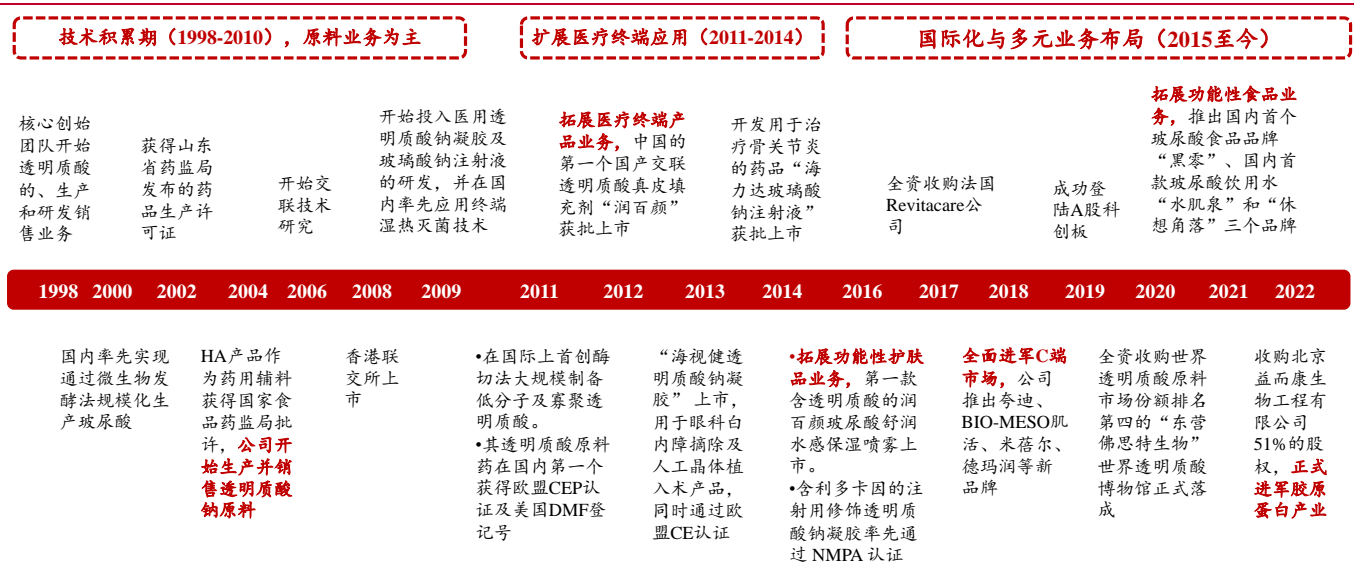 技术积累期（1998-2010），原料业务为主
扩展医疗终端应用（2011-2014）
国际化与多元业务布局（2015至今）
核心创始
团队开始
透明质酸
的、生产
和研发销
售业务
获得山东
省药监局
发布的药
品生产许
可证
开始交
联技术
研究
开始投入医用透
明质酸钠凝胶及
玻璃酸钠注射液
的研发，并在国
内率先应用终端
湿热灭菌技术
拓展医疗终端产
品业务，中国的
第一个国产交联
透明质酸真皮填
充剂“润百颜”
获批上市
开发用于治
疗骨关节炎
的药品“海
力达玻璃酸
钠注射液”
获批上市
全资收购法国
Revitacare公
司
成功登
陆A股科
创板
拓展功能性食品业
务，推出国内首个
玻尿酸食品品牌
“黑零”、国内首
款玻尿酸饮用水
“水肌泉”和“休
想角落”三个品牌
1998 2000 2002 2004 2006 2008 2009 2011 2012 2013 2014 2016 2017 2018 2019 2020 2021 2022
国内率先实现
通过微生物发
酵法规模化生
产玻尿酸
HA产品作
为药用辅料
获得国家食
品药监局批
许，公司开
始生产并销
售透明质酸
钠原料
香港联
交所上
市
•在国际上首创酶
切法大规模制备
低分子及寡聚透
明质酸。
•其透明质酸原料
药在国内第一个
获得欧盟CEP认
证及美国DMF登
记号
“海视健透
明质酸钠凝
胶” 上市，
用于眼科白
内障摘除及
人工晶体植
入术产品，
同时通过欧
盟CE认证
•拓展功能性护肤
品业务，第一款
含透明质酸的润
百颜玻尿酸舒润
水感保湿喷雾上
市。
•含利多卡因的注
射用修饰透明质
酸钠凝胶率先通
过 NMPA 认证
全面进军C端
市场，公司
推出夸迪、
BIO-MESO肌
活、米蓓尔、
德玛润等新
品牌
全资收购世界
透明质酸原料
市场份额排名
第四的“东营
佛思特生物”
世界透明质酸
博物馆正式落
成
收购北京
益而康生
物工程有
限公司
51%的股
权，正式
进军胶原
蛋白产业